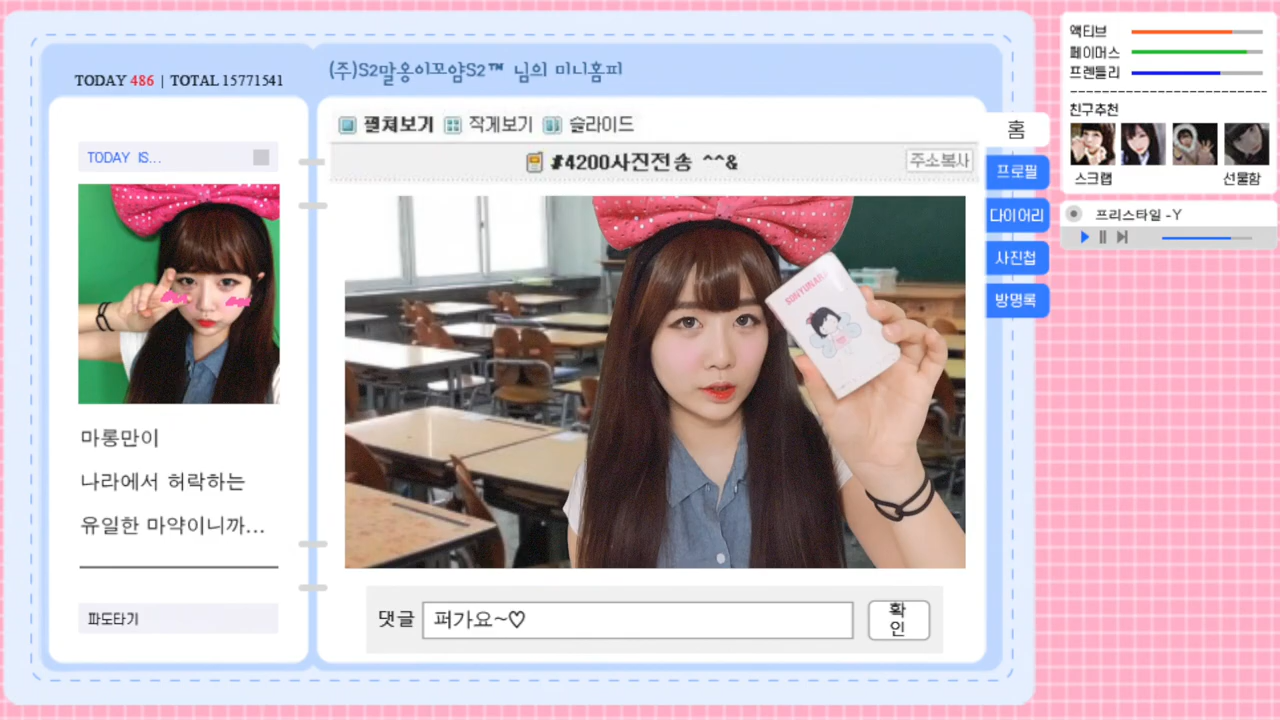 TODAY 486 | TOTAL 15771541
(주)S2말옹이꼬얌S2™ 님의 미니홈피
TODAY IS...
마롱만이
나라에서 허락하는
유일한 마약이니까...
파도타기
펼쳐보기 작게보기 슬라이드
#4200사진전송 ^^&
주소복사
댓글 퍼가요~♡ 확인
홈
프로필
다이어리
사진첩
방명록
액티브
페이머스
프렌들리
친구추천
스크랩 선물함
프리스타일 -Y